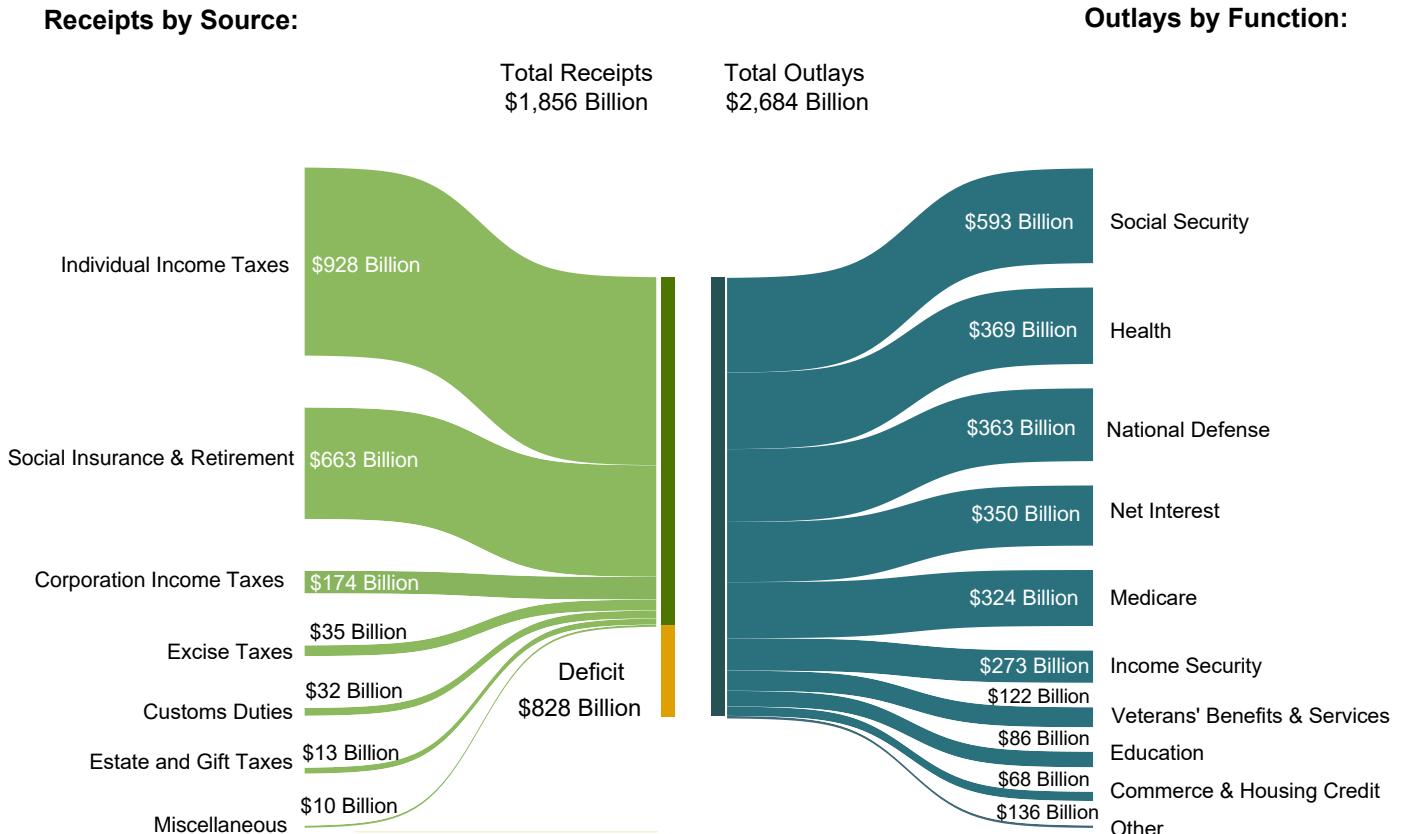 Receipts by Source:
Outlays by Function:
Total Receipts
$1,856 Billion
Total Outlays
$2,684 Billion
Individual Income Taxes
$928 Billion
Social Insurance & Retirement
$663 Billion
Corporation Income Taxes
$174 Billion
$35 Billion
Excise Taxes
$32 Billion
Customs Duties
$13 Billion
Estate and Gift Taxes
$10 Billion
Miscellaneous
Deficit
$828 Billion
$593 Billion
Social Security
$369 Billion
Health
$363 Billion
National Defense
$350 Billion
Net Interest
$324 Billion
Medicare
$273 Billion
Income Security
$122 Billion
Veterans' Benefits & Services
$86 Billion
Education
$68 Billion
Commerce & Housing Credit
$136 Billion
Other